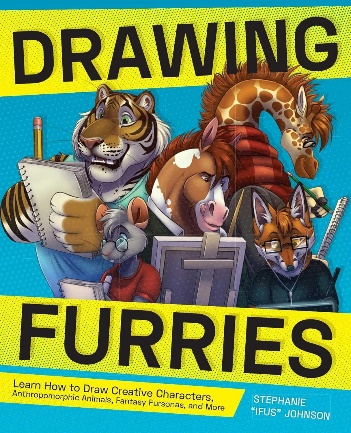 DRAWING
FURRIES
Learn How to Draw Creative Characters,
Anthropomorphic Animals, Fantasy Fursonas, and More
STEPHANIE
"IFUS" JOHNSON